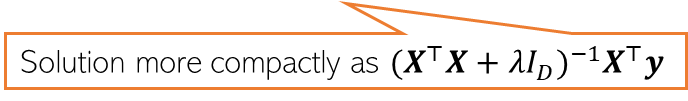 Solution more compactly as (X⊤X + λI_D)⁻¹X⊤y